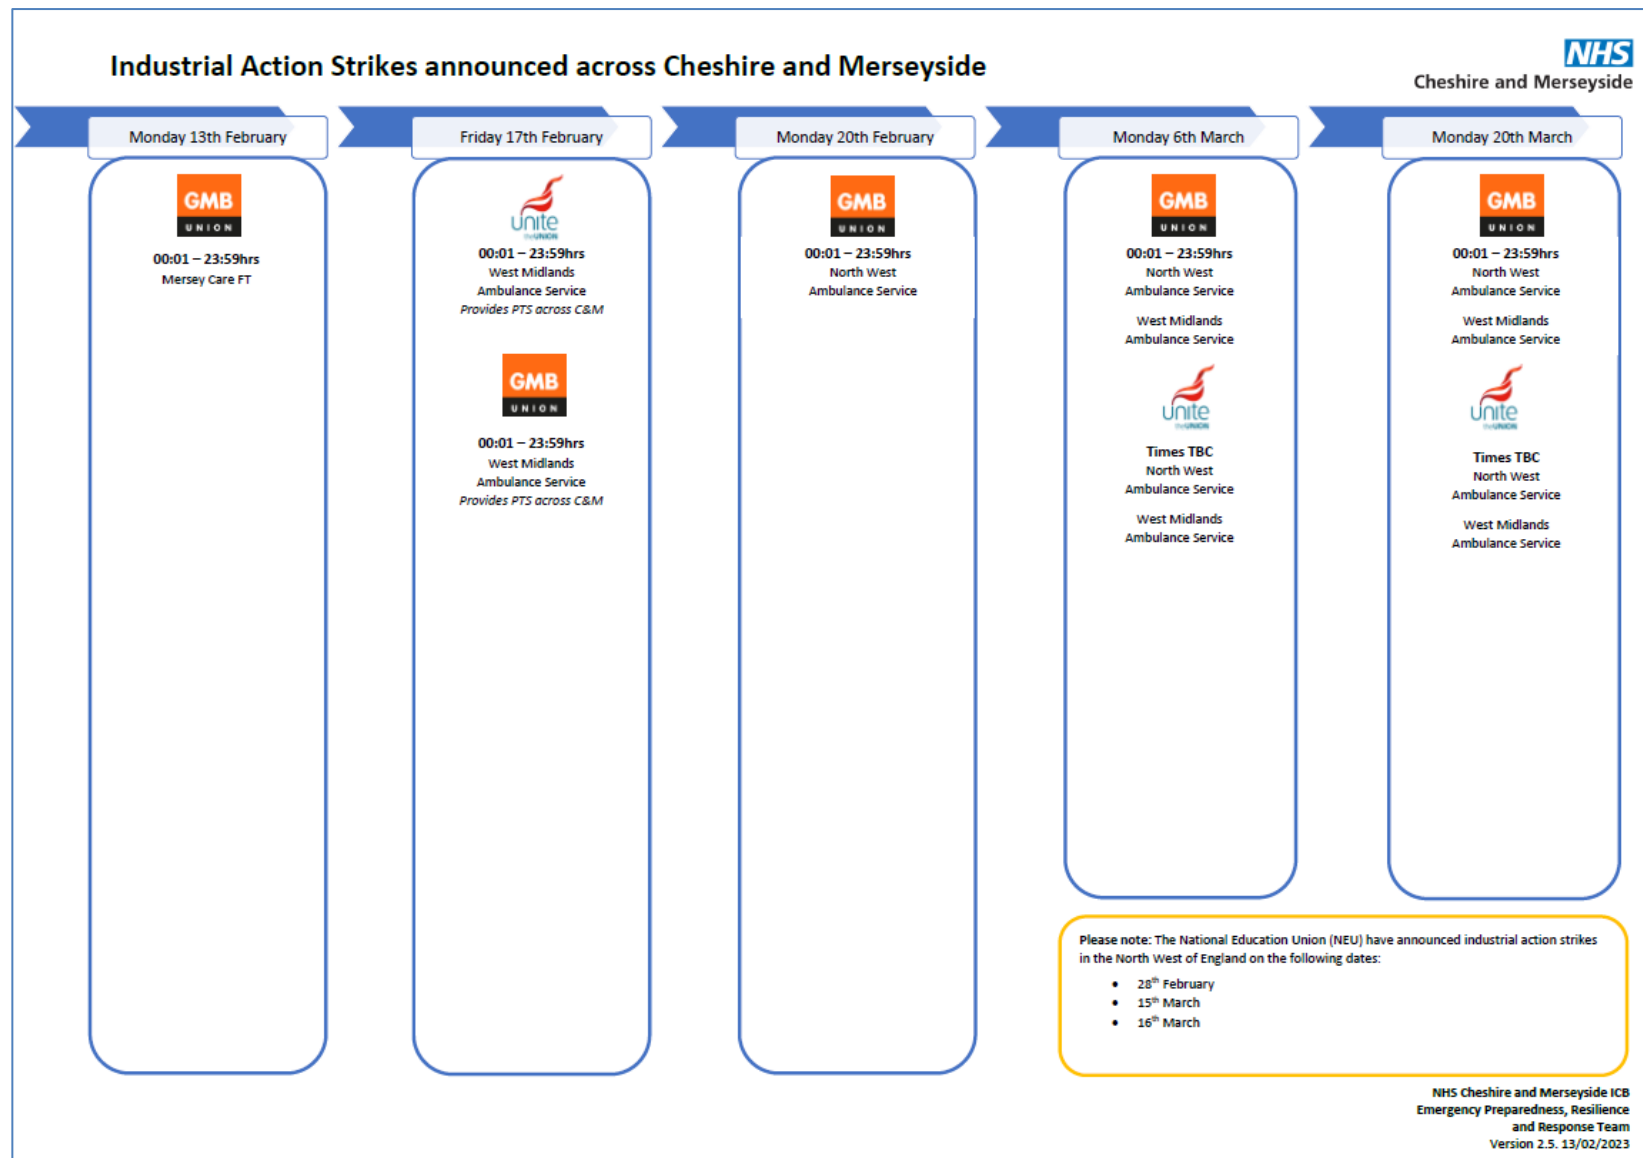 Industrial Action Strikes announced across Cheshire and Merseyside
NHS
Cheshire and Merseyside
Monday 13th February
GMB
UNION
00:01 – 23:59hrs
Mersey Care FT
Friday 17th February
unite
the UNION
00:01 – 23:59hrs
West Midlands
Ambulance Service
Provides PTS across C&M
GMB
UNION
00:01 – 23:59hrs
West Midlands
Ambulance Service
Provides PTS across C&M
Monday 20th February
GMB
UNION
00:01 – 23:59hrs
North West
Ambulance Service
Monday 6th March
GMB
UNION
00:01 – 23:59hrs
North West
Ambulance Service
West Midlands
Ambulance Service
unite
the UNION
Times TBC
North West
Ambulance Service
West Midlands
Ambulance Service
Monday 20th March
GMB
UNION
00:01 – 23:59hrs
North West
Ambulance Service
West Midlands
Ambulance Service
unite
the UNION
Times TBC
North West
Ambulance Service
West Midlands
Ambulance Service
Please note: The National Education Union (NEU) have announced industrial action strikes
in the North West of England on the following dates:
• 28th February
• 15th March
• 16th March
NHS Cheshire and Merseyside ICB
Emergency Preparedness, Resilience
and Response Team
Version 2.5. 13/02/2023